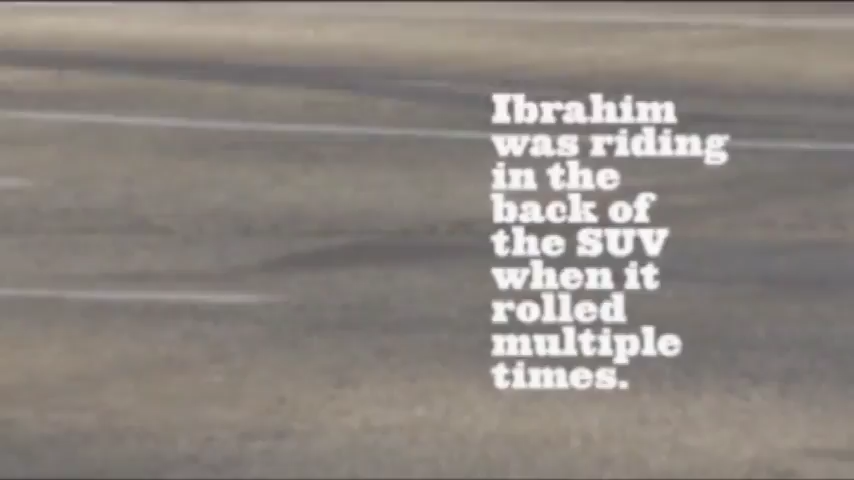 Ibrahim
was riding
in the
back of
the SUV
when it
rolled
multiple
times.